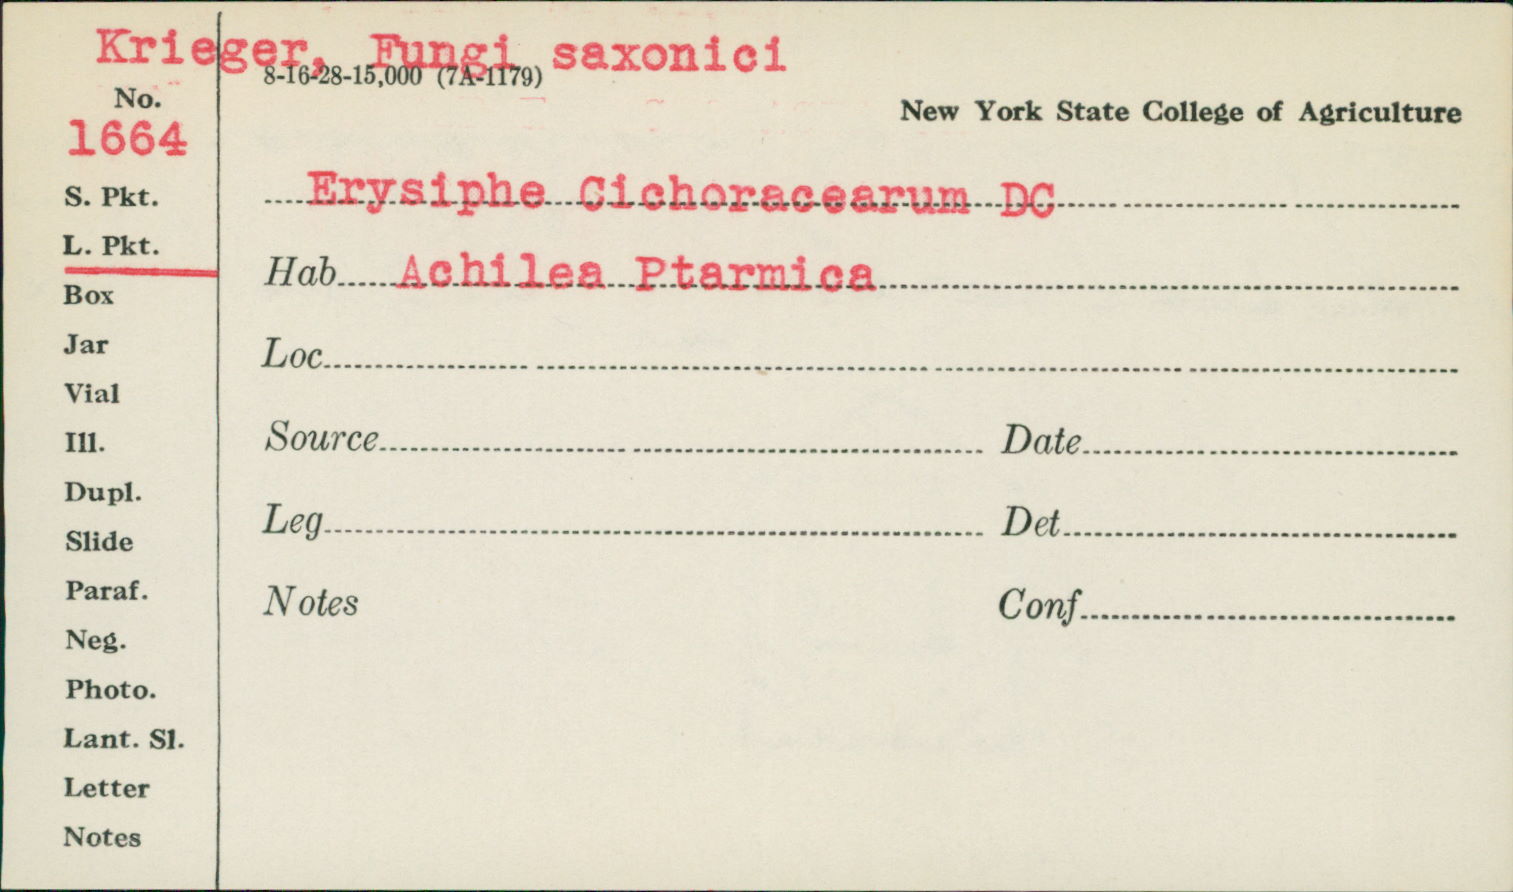 Krieger, Fungi saxonici
8-16-28-15,000 (7A-1179)
No.
New York State College of Agriculture
1664
S. Pkt.
Erysiphe Cichoracearum DC
L. Pkt.
Hab Achilea Ptarmica
Box
Jar
Loc
Vial
Ill.
Source Date
Dupl.
Slide
Leg Det
Paraf.
Notes Conf
Neg.
Photo.
Lant. Sl.
Letter
Notes